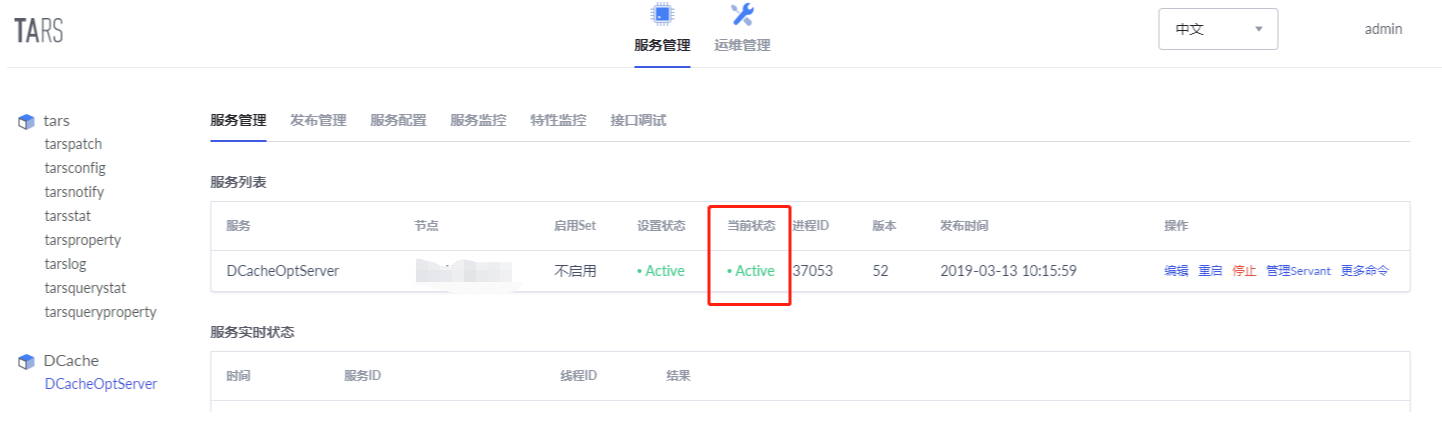 TARS 服务管理 运维管理 中文 admin
tars
tarspatch
tarsconfig
tarsnotify
tarsstat
tarsproperty
tarslog
tarsquerystat
tarsqueryproperty
DCache
DCacheOptServer
服务管理 发布管理 服务配置 服务监控 特性监控 接口调试
服务列表
服务 节点 启用Set 设置状态 当前状态 进程ID 版本 发布时间 操作
DCacheOptServer 不启用 • Active • Active 37053 52 2019-03-13 10:15:59 编辑 重启 停止 管理Servant 更多命令
服务实时状态
时间 服务ID 线程ID 结果